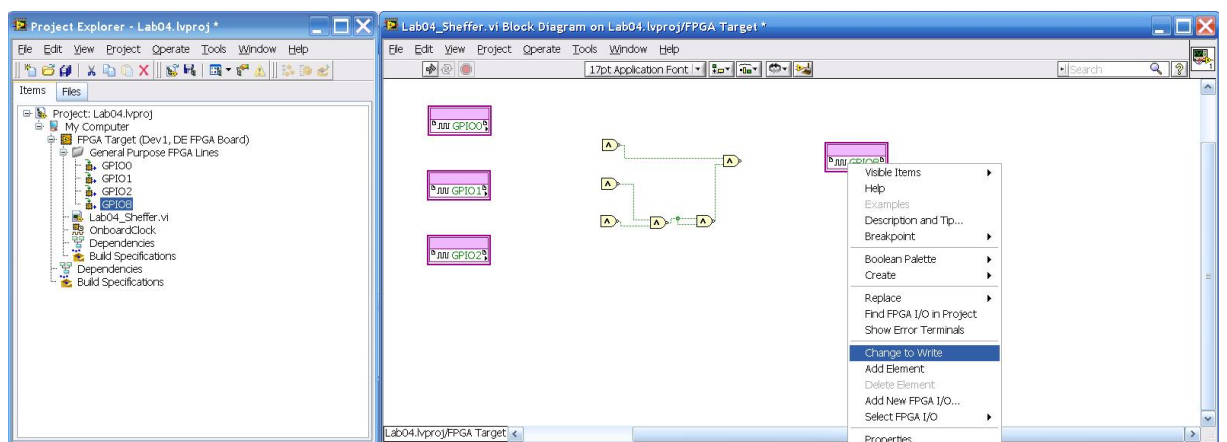 Project Explorer - Lab04.lvproj *
File Edit View Project Operate Tools Window Help
Items Files
Project: Lab04.lvproj
My Computer
FPGA Target (Dev1, DE FPGA Board)
General Purpose FPGA Lines
GPIO0
GPIO1
GPIO2
GPIO8
Lab04_Sheffer.vi
OnboardClock
Dependencies
Build Specifications
Dependencies
Build Specifications
Lab04_Sheffer.vi Block Diagram on Lab04.lvproj/FPGA Target *
File Edit View Project Operate Tools Window Help
17pt Application Font
Search
GPIO0
GPIO1
GPIO2
GPIO8
Visible Items
Help
Examples
Description and Tip...
Breakpoint
Boolean Palette
Create
Replace
Find FPGA I/O in Project
Show Error Terminals
Change to Write
Add Element
Delete Element
Add New FPGA I/O...
Select FPGA I/O
Properties
Lab04.lvproj/FPGA Target